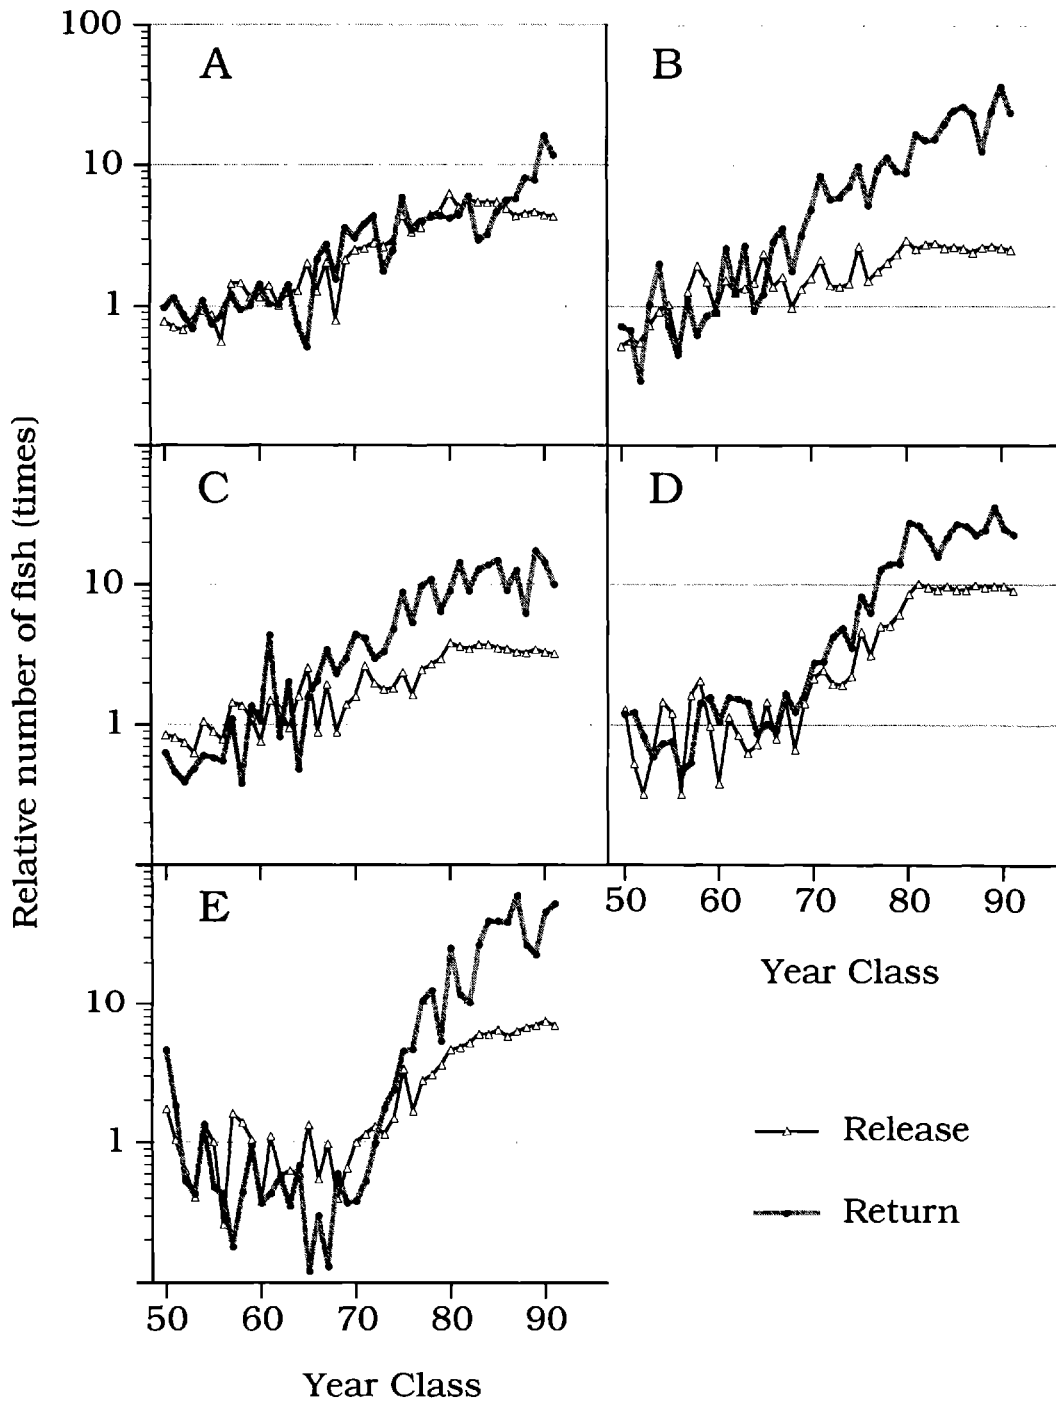 100
10
1
A
B
Relative number of fish (times)
10
1
C
D
50 60 70 80 90
Year Class
10
1
E
50 60 70 80 90
Year Class
Release
Return